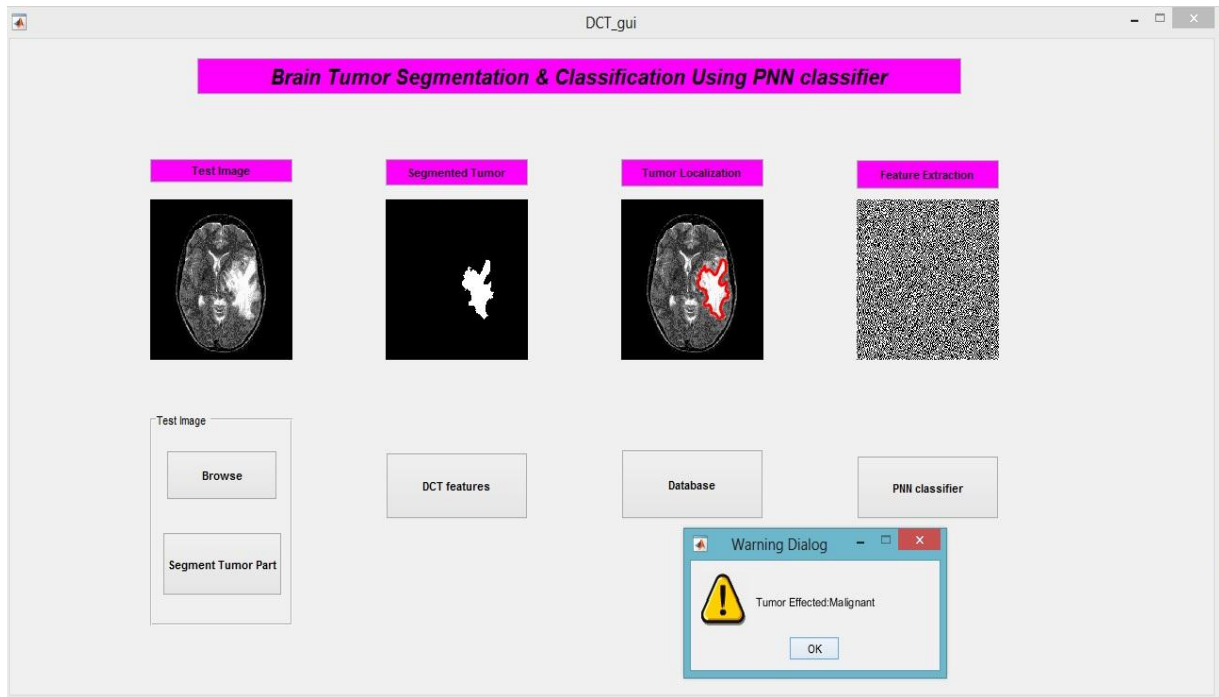 DCT_gui
Brain Tumor Segmentation & Classification Using PNN classifier
Test Image
Segmented Tumor
Tumor Localization
Feature Extraction
Test Image
Browse
Segment Tumor Part
DCT features
Database
PNN classifier
Warning Dialog
Tumor Effected:Malignant
OK